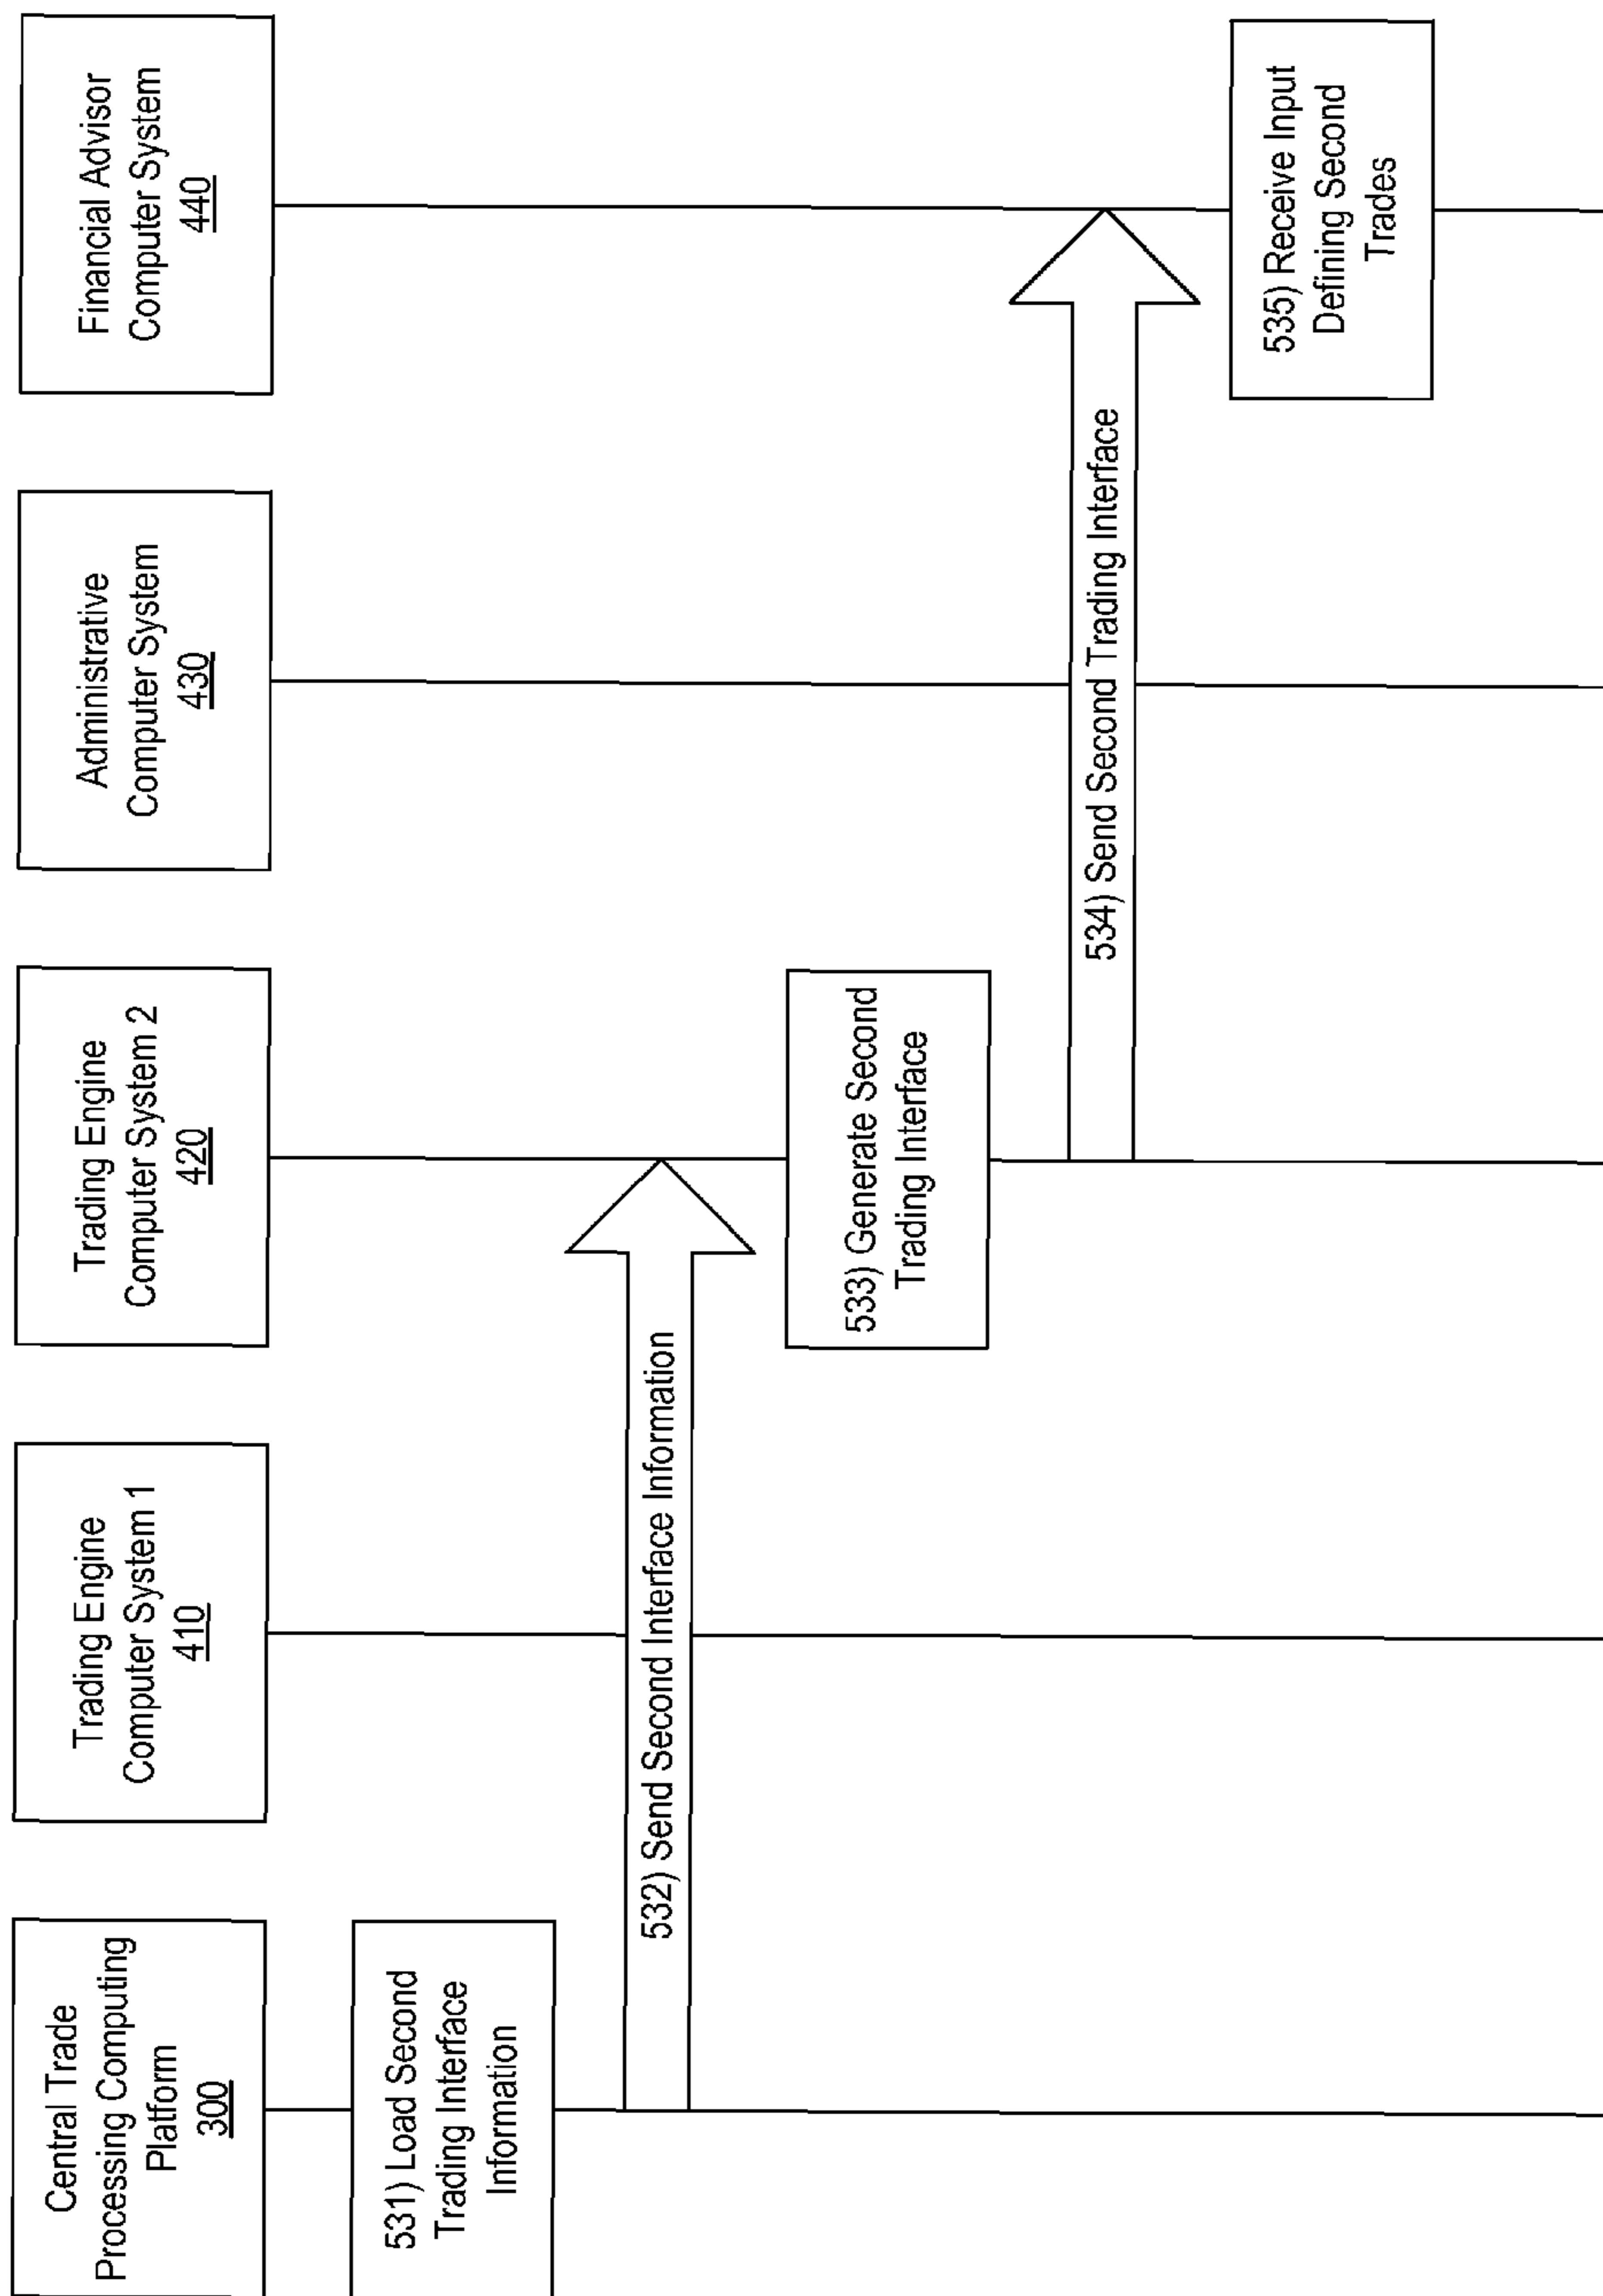 Central Trade
Processing Computing
Platform
300
Trading Engine
Computer System 1
410
Trading Engine
Computer System 2
420
Administrative
Computer System
430
Financial Advisor
Computer System
440
531) Load Second
Trading Interface
Information
532) Send Second Interface Information
533) Generate Second
Trading Interface
534) Send Second Trading Interface
535) Receive Input
Defining Second
Trades